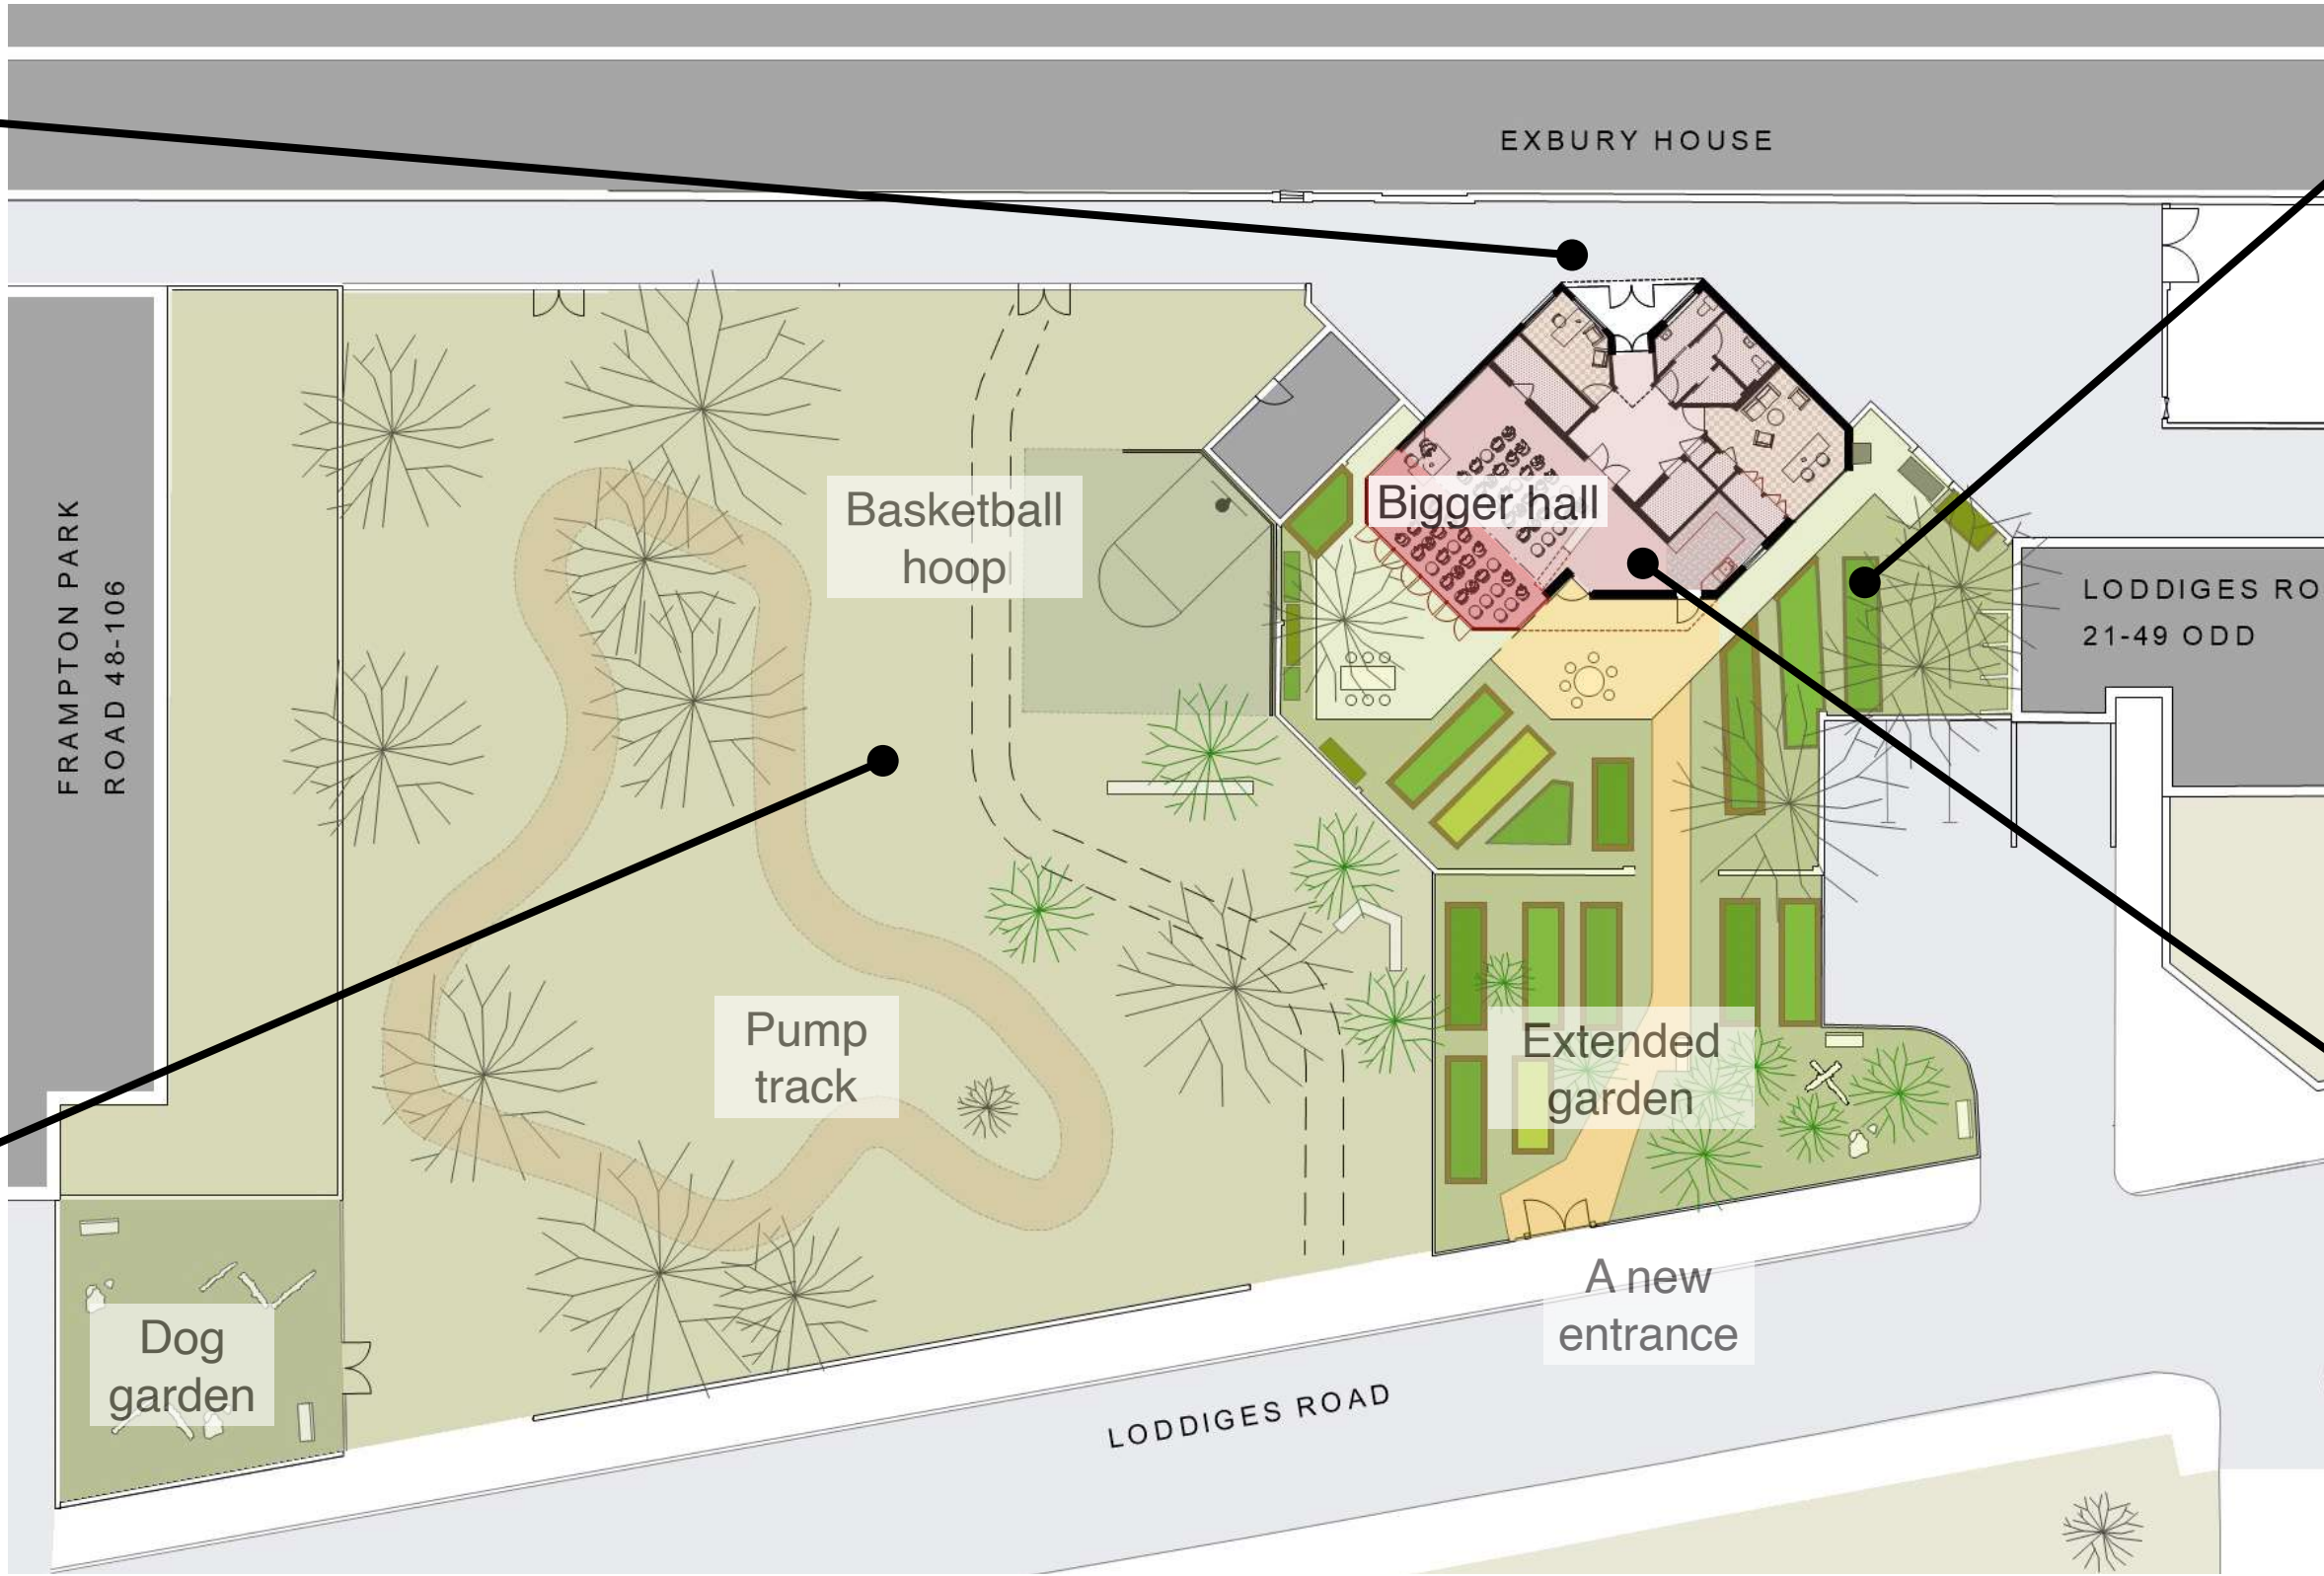 EXBURY HOUSE
FRAMPTON PARK
ROAD 48-106
Basketball
hoop
Bigger hall
LODDIGES RO
21-49 ODD
Pump
track
Extended
garden
Dog
garden
A new
entrance
LODDIGES ROAD